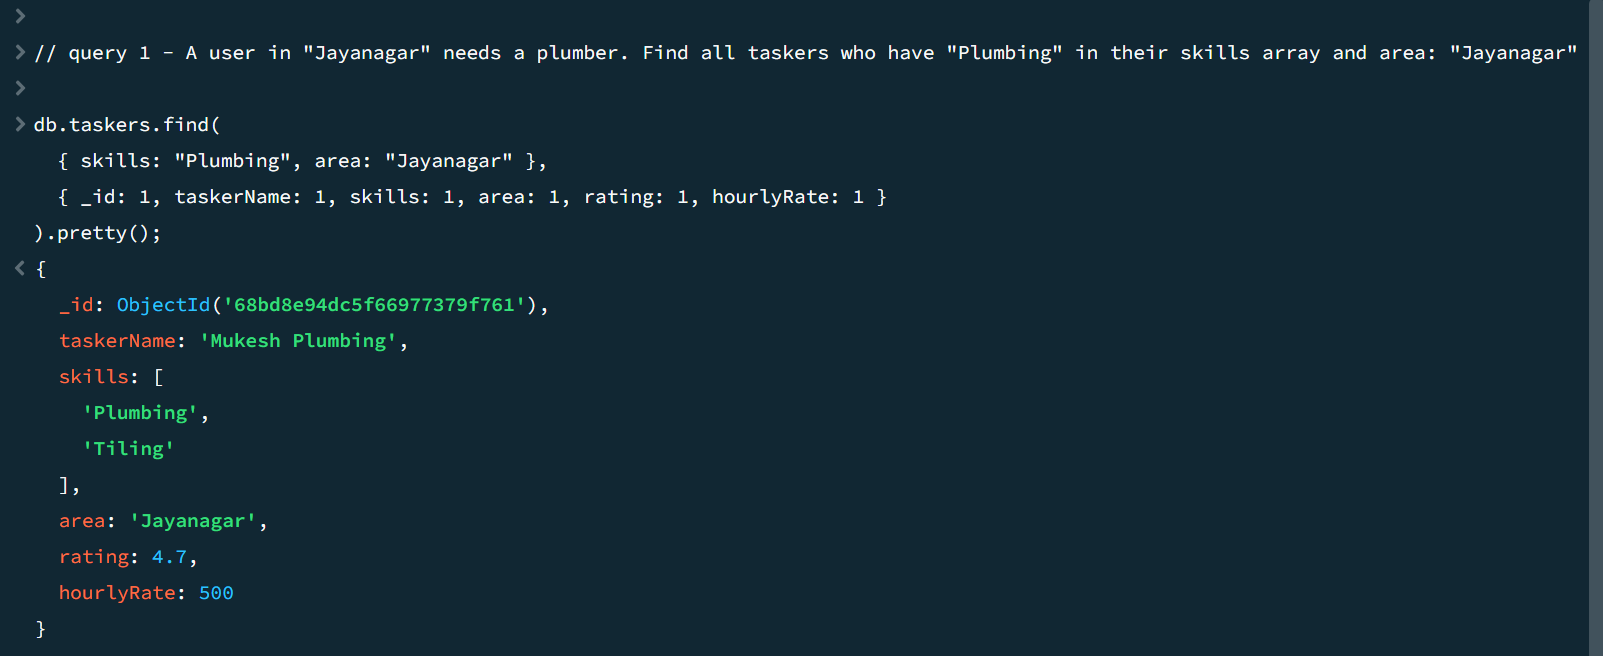 >
> // query 1 - A user in "Jayanagar" needs a plumber. Find all taskers who have "Plumbing" in their skills array and area: "Jayanagar"
>
> db.taskers.find(
{ skills: "Plumbing", area: "Jayanagar" },
{ _id: 1, taskerName: 1, skills: 1, area: 1, rating: 1, hourlyRate: 1 }
).pretty();
< {
_id: ObjectId('68bd8e94dc5f66977379f761'),
taskerName: 'Mukesh Plumbing',
skills: [
'Plumbing',
'Tiling'
],
area: 'Jayanagar',
rating: 4.7,
hourlyRate: 500
}